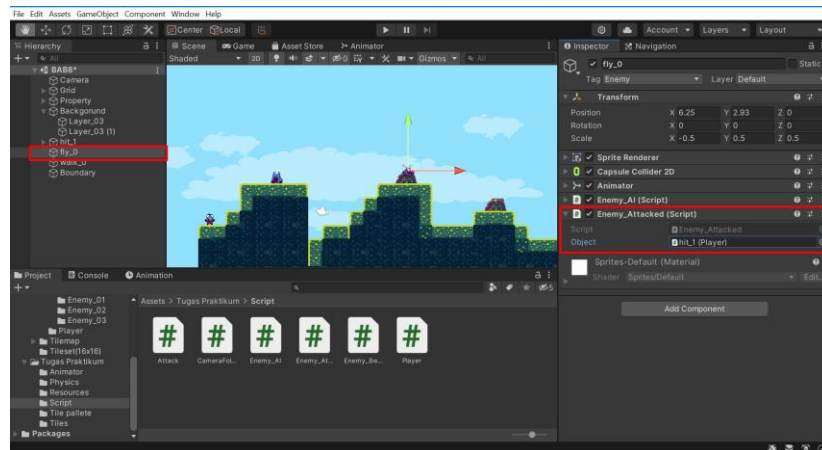 File Edit Assets GameObject Component Window Help
Center Local
Account Layers Layout
Hierarchy
Scene Game Asset Store Animator
Inspector Navigation
All
Shaded 2D 0 Gizmos All
fly_0 Static
Tag Enemy Layer Default
BAB8*
Camera
Grid
Property
Backgorund
Layer_03
Layer_03 (1)
hit_1
fly_0
walk_0
Boundary
Transform
Position X 6.25 Y 2.93 Z 0
Rotation X 0 Y 0 Z 0
Scale X -0.5 Y 0.5 Z 0.5
Sprite Renderer
Capsule Collider 2D
Animator
Enemy_AI (Script)
Enemy_Attacked (Script)
Script Enemy_Attacked
Object hit_1 (Player)
Sprites-Default (Material)
Shader Sprites/Default Edit..
Add Component
Project Console Animation
5
Enemy_01
Enemy_02
Enemy_03
Player
Tilemap
Tileset(16x16)
Tugas Praktikum
Animator
Physics
Resources
Script
Tile pallete
Tiles
Packages
Assets > Tugas Praktikum > Script
# # # # # #
Attack CameraFol... Enemy_AI Enemy_At... Enemy_Be... Player